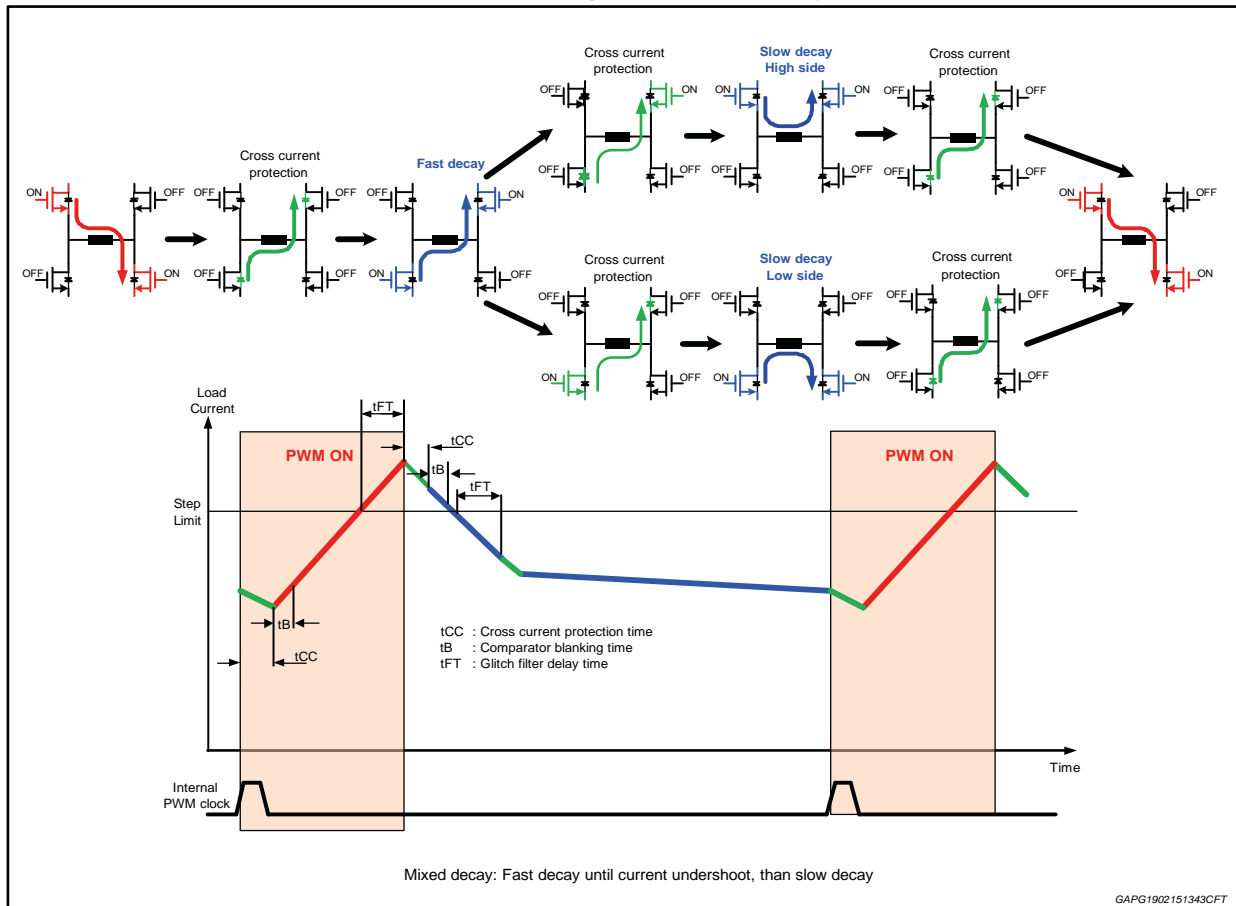 Cross current
protection
Slow decay
High side
Cross current
protection
OFF
ON
ON
ON
OFF
OFF
OFF
OFF
OFF
OFF
OFF
OFF
Cross current
protection
Fast decay
ON
OFF
OFF
OFF
OFF
ON
ON
OFF
OFF
ON
OFF
OFF
ON
OFF
OFF
ON
Cross current
protection
Slow decay
Low side
Cross current
protection
OFF
OFF
OFF
OFF
OFF
OFF
ON
OFF
ON
ON
OFF
OFF
Load
Current
tFT
PWM ON
tCC
tB
tFT
PWM ON
Step
Limit
tB
tCC
tCC : Cross current protection time
tB : Comparator blanking time
tFT : Glitch filter delay time
Time
Internal
PWM clock
Mixed decay: Fast decay until current undershoot, than slow decay
GAPG1902151343CFT